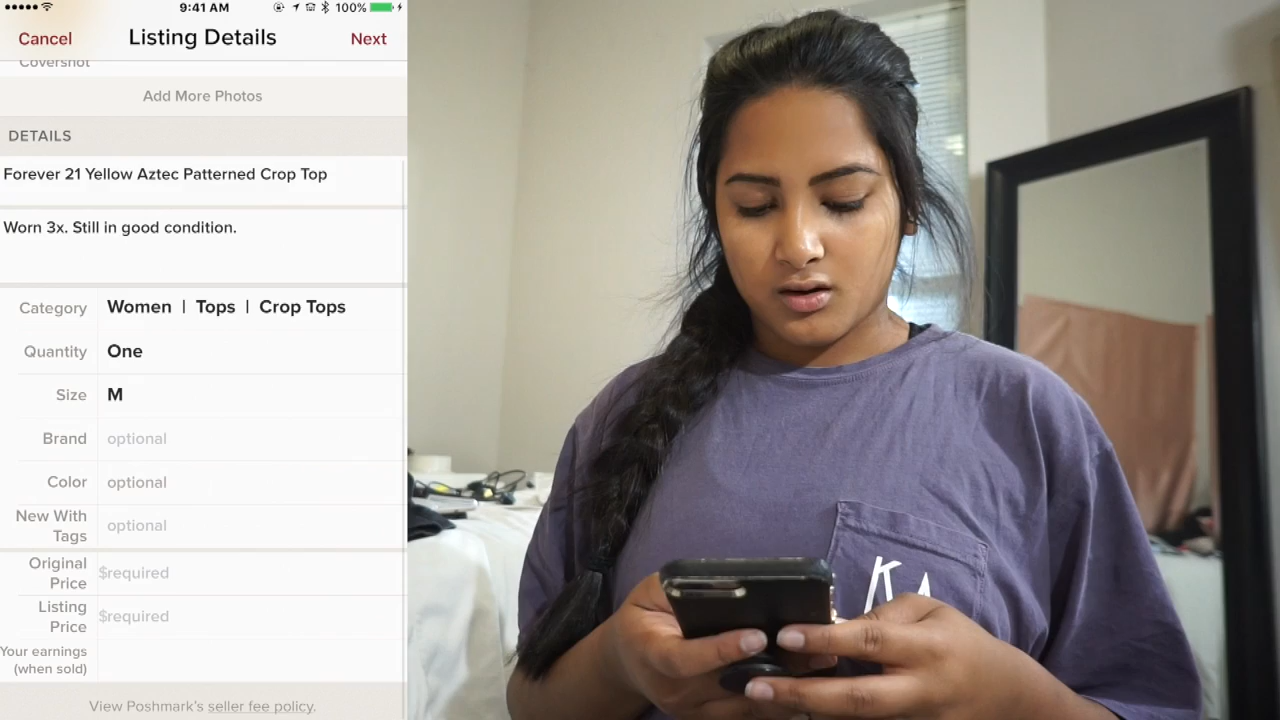 9:41 AM 100%
Cancel Listing Details Next
Covershot
Add More Photos
DETAILS
Forever 21 Yellow Aztec Patterned Crop Top
Worn 3x. Still in good condition.
Category Women | Tops | Crop Tops
Quantity One
Size M
Brand optional
Color optional
New With
Tags optional
Original
Price $required
Listing
Price $required
Your earnings
(when sold)
View Poshmark's seller fee policy.